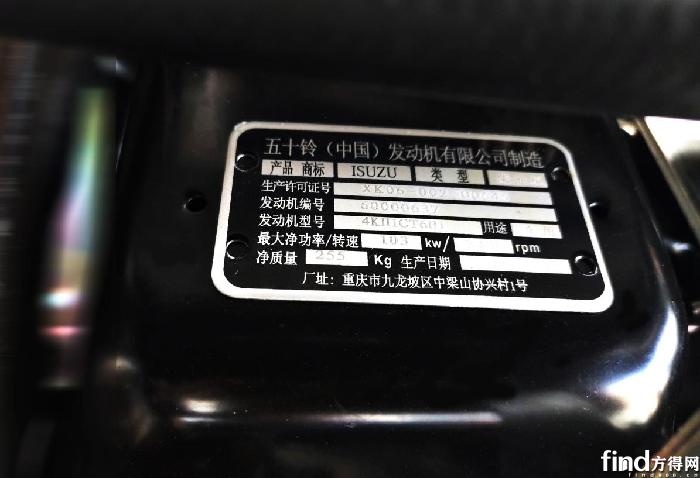 五十铃（中国）发动机有限公司制造
产品 商标 ISUZU 类 型
生产许可证号
发动机编号 60000637
发动机型号 用途
最大净功率/转速 103 kw/ rpm
净质量 255 Kg 生产日期
厂址：重庆市九龙坡区中梁山协兴村1号
find方得网